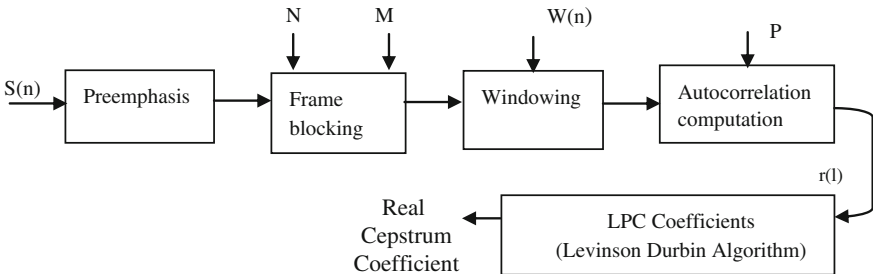 N
M
W(n)
P
S(n)
Preemphasis
Frame
blocking
Windowing
Autocorrelation
computation
r(l)
Real
Cepstrum
Coefficient
LPC Coefficients
(Levinson Durbin Algorithm)